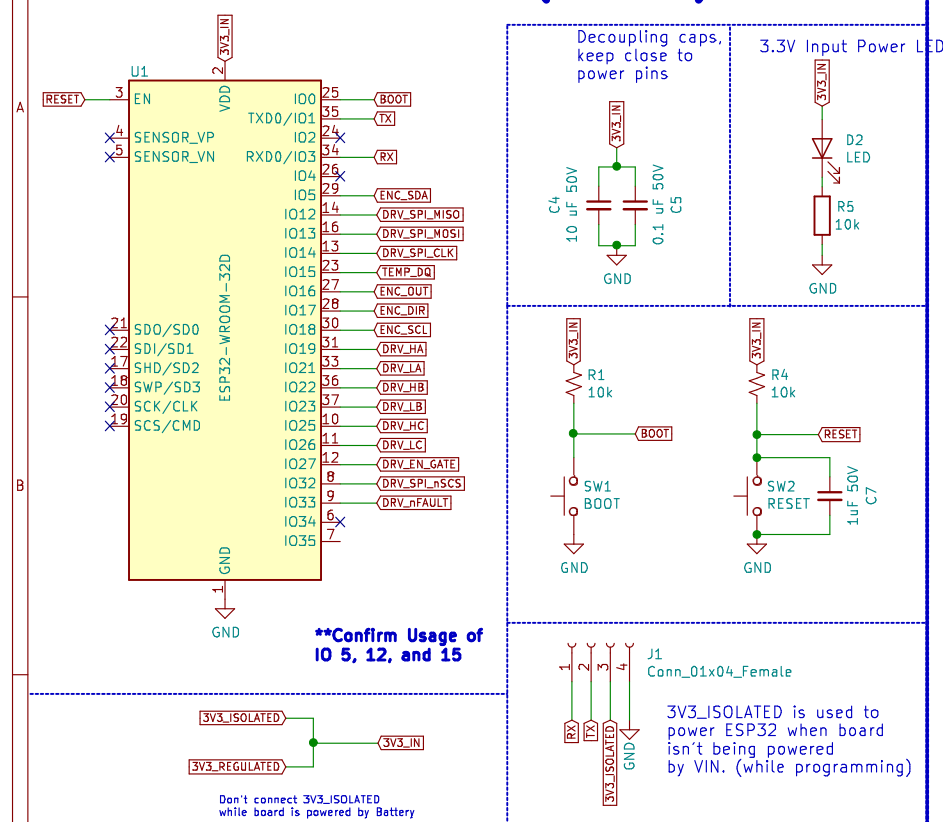 A
B
U1
3V3_IN
2
VDD
RESET
3
EN
4
SENSOR_VP
5
SENSOR_VN
21
SDO/SD0
22
SDI/SD1
17
SHD/SD2
18
SWP/SD3
20
SCK/CLK
19
SCS/CMD
ESP32-WROOM-32D
IO0
25
BOOT
TXD0/IO1
35
TX
IO2
24
RXD0/IO3
34
RX
IO4
26
IO5
29
ENC_SDA
IO12
14
DRV_SPI_MISO
IO13
16
DRV_SPI_MOSI
IO14
13
DRV_SPI_CLK
IO15
23
TEMP_DQ
IO16
27
ENC_OUT
IO17
28
ENC_DIR
IO18
30
ENC_SCL
IO19
31
DRV_HA
IO21
33
DRV_LA
IO22
36
DRV_HB
IO23
37
DRV_LB
IO25
10
DRV_HC
IO26
11
DRV_LC
IO27
12
DRV_EN_GATE
IO32
8
DRV_SPI_nSCS
IO33
9
DRV_nFAULT
IO34
6
IO35
7
GND
1
GND
**Confirm Usage of
IO 5, 12, and 15
3V3_ISOLATED
3V3_IN
3V3_REGULATED
Don't connect 3V3_ISOLATED
while board is powered by Battery
Decoupling caps,
keep close to
power pins
3V3_IN
C4
10 uF 50V
0.1 uF 50V
C5
GND
3.3V Input Power LED
3V3_IN
D2
LED
R5
10k
GND
3V3_IN
R1
10k
BOOT
SW1
BOOT
GND
3V3_IN
R4
10k
RESET
SW2
RESET
1uF 50V
C7
GND
J1
Conn_01x04_Female
1
2
3
4
RX
TX
3V3_ISOLATED
GND
3V3_ISOLATED is used to
power ESP32 when board
isn't being powered
by VIN. (while programming)